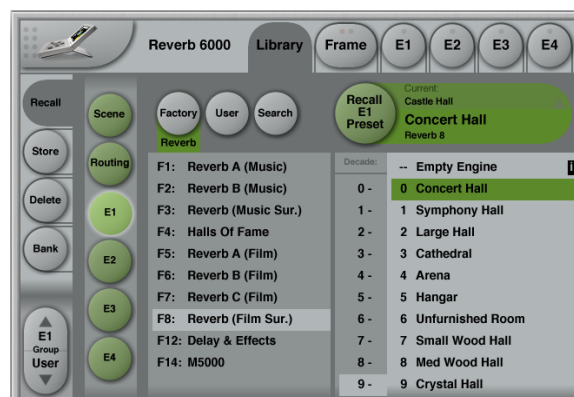 Reverb 6000
Library
Frame
E1
E2
E3
E4
Recall
Store
Delete
Bank
E1
Group
User
Scene
Routing
E1
E2
E3
E4
Factory
User
Search
Reverb
Recall
E1
Preset
Current:
Castle Hall
Concert Hall
Reverb 8
F1: Reverb A (Music)
F2: Reverb B (Music)
F3: Reverb (Music Sur.)
F4: Halls Of Fame
F5: Reverb A (Film)
F6: Reverb B (Film)
F7: Reverb C (Film)
F8: Reverb (Film Sur.)
F12: Delay & Effects
F14: M5000
Decade:
0 -
1 -
2 -
3 -
4 -
5 -
6 -
7 -
8 -
9 -
-- Empty Engine i
0 Concert Hall
1 Symphony Hall
2 Large Hall
3 Cathedral
4 Arena
5 Hangar
6 Unfurnished Room
7 Small Wood Hall
8 Med Wood Hall
9 Crystal Hall